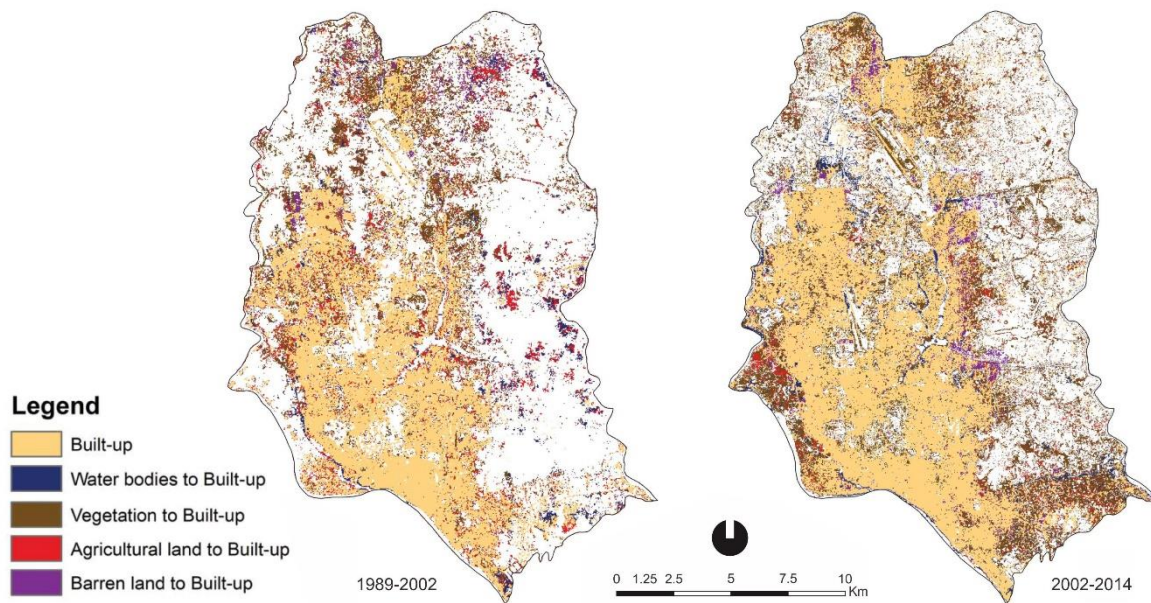 Legend
Built-up
Water bodies to Built-up
Vegetation to Built-up
Agricultural land to Built-up
Barren land to Built-up
1989-2002
0 1.25 2.5 5 7.5 10
Km
2002-2014